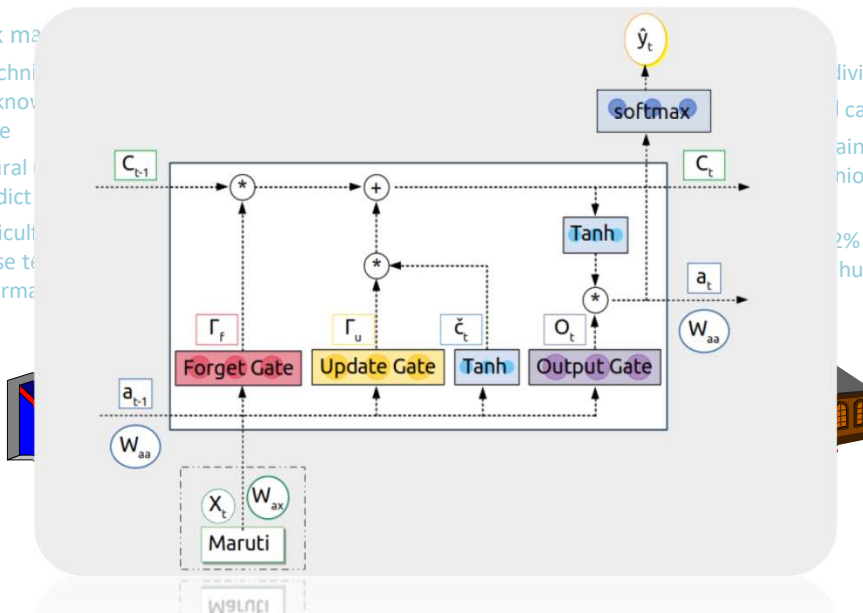 ŷt
softmax
Ct-1
Ct
*
+
Tanh
*
at
*
Γf
Γu
čt
Ot
Waa
Forget Gate
Update Gate
Tanh
Output Gate
at-1
Waa
Xt
Wax
Maruti